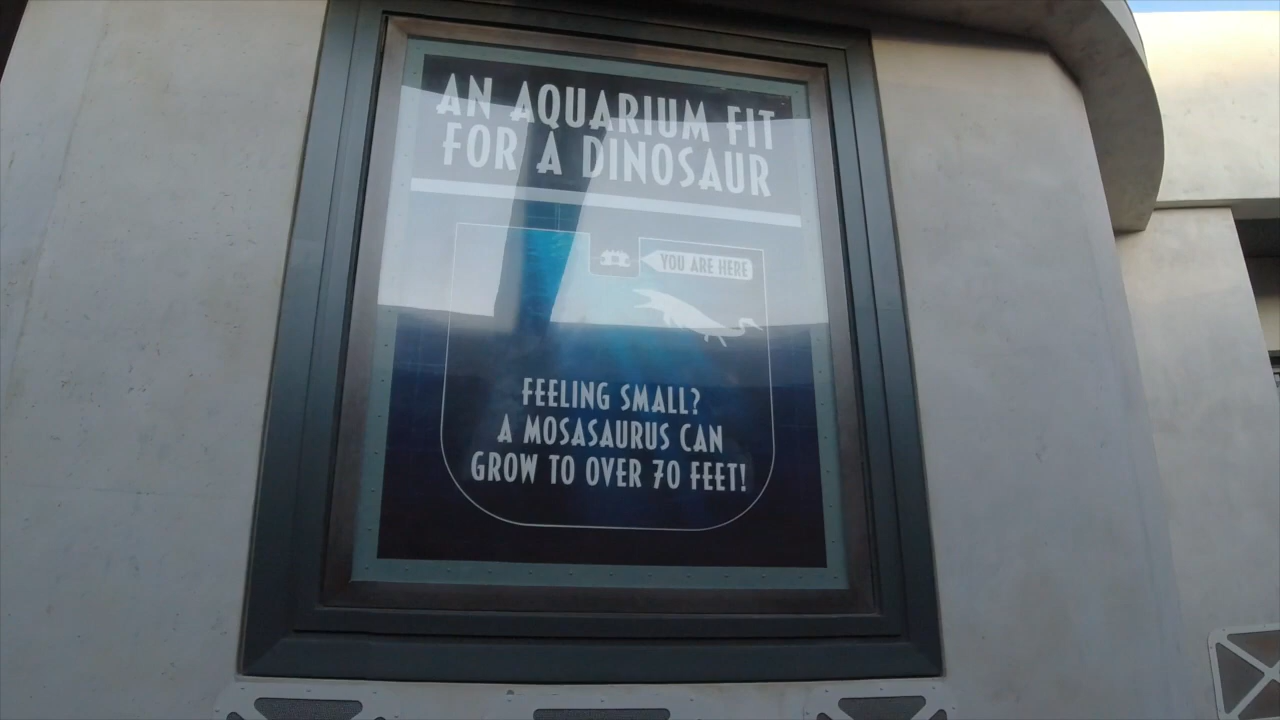 AN AQUARIUM FIT
FOR A DINOSAUR
YOU ARE HERE
FEELING SMALL?
A MOSASAURUS CAN
GROW TO OVER 70 FEET!